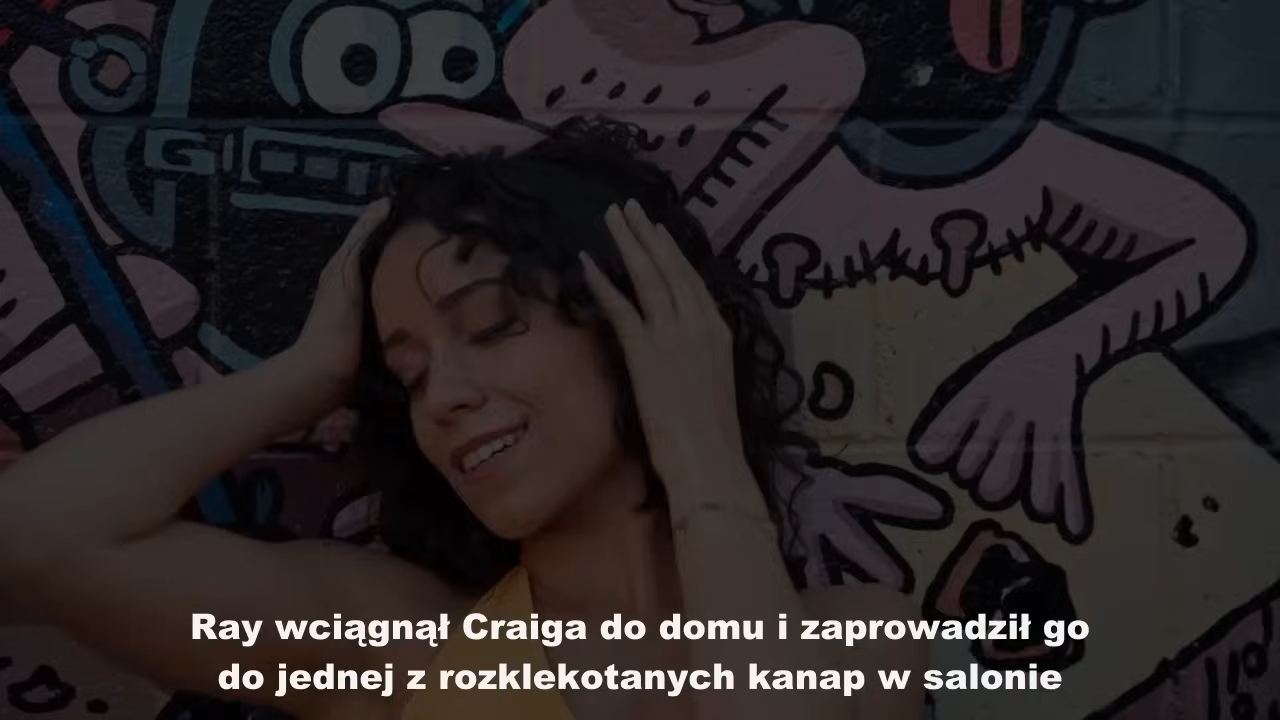 Ray wciągnął Craiga do domu i zaprowadził go
do jednej z rozklekotanych kanap w salonie